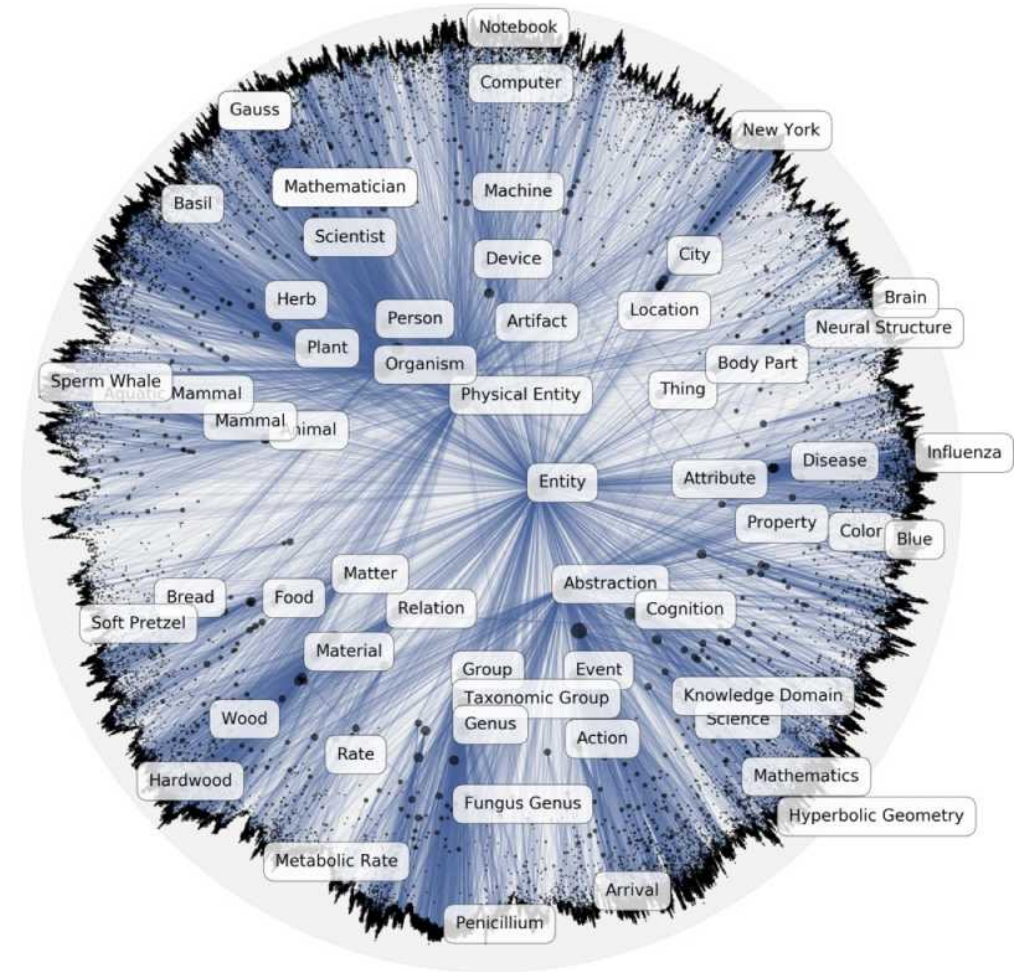 Notebook
Computer
Gauss
New York
Mathematician
Machine
Basil
Scientist
City
Device
Herb
Brain
Location
Person
Artifact
Neural Structure
Plant
Organism
Body Part
Sperm Whale
Thing
Aquatic Mammal
Physical Entity
Mammal
Animal
Influenza
Disease
Attribute
Entity
Property
Color
Blue
Matter
Abstraction
Bread
Food
Relation
Cognition
Soft Pretzel
Material
Group
Event
Knowledge Domain
Taxonomic Group
Wood
Genus
Science
Action
Rate
Hardwood
Mathematics
Fungus Genus
Hyperbolic Geometry
Metabolic Rate
Arrival
Penicillium